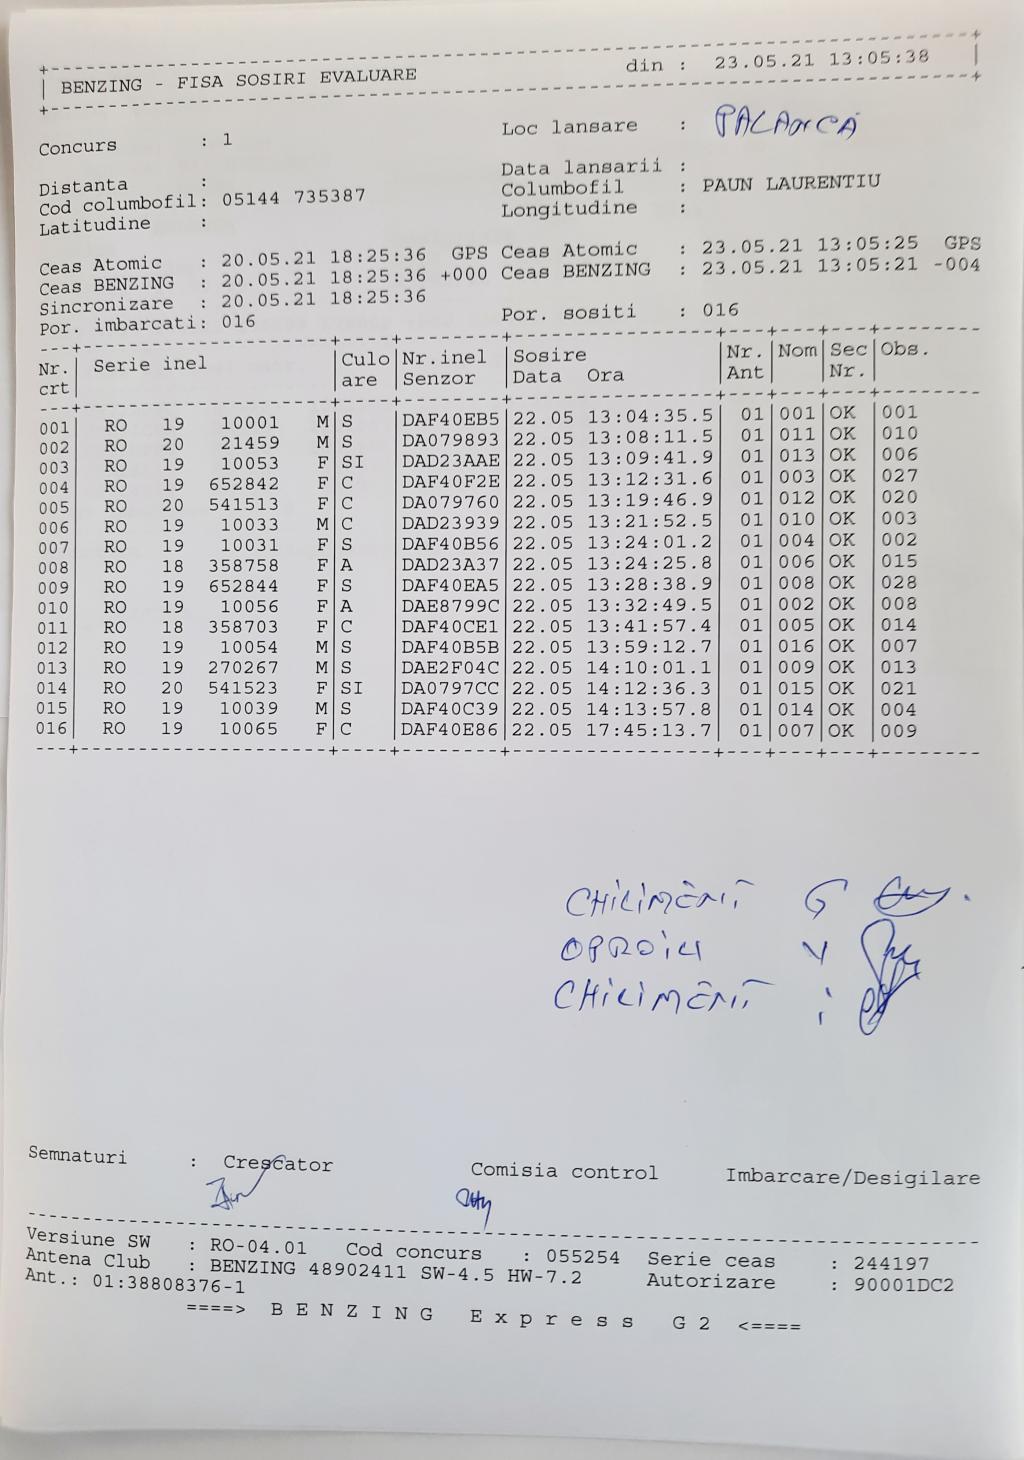 BENZING - FISA SOSIRI EVALUARE din : 23.05.21 13:05:38
Concurs : 1 Loc lansare : PALANCA
Distanta : Data lansarii :
Cod columbofil: 05144 735387 Columbofil : PAUN LAURENTIU
Latitudine : Longitudine :
Ceas Atomic : 20.05.21 18:25:36 GPS Ceas Atomic : 23.05.21 13:05:25 GPS
Ceas BENZING : 20.05.21 18:25:36 +000 Ceas BENZING : 23.05.21 13:05:21 -004
Sincronizare : 20.05.21 18:25:36
Por. imbarcati: 016 Por. sositi : 016
Nr. Serie inel Culo Nr.inel Sosire Nr. Nom Sec Obs.
crt are Senzor Data Ora Ant Nr.
001 RO 19 10001 M S DAF40EB5 22.05 13:04:35.5 01 001 OK 001
002 RO 20 21459 M S DA079893 22.05 13:08:11.5 01 011 OK 010
003 RO 19 10053 F SI DAD23AAE 22.05 13:09:41.9 01 013 OK 006
004 RO 19 652842 F C DAF40F2E 22.05 13:12:31.6 01 003 OK 027
005 RO 20 541513 F C DA079760 22.05 13:19:46.9 01 012 OK 020
006 RO 19 10033 M C DAD23939 22.05 13:21:52.5 01 010 OK 003
007 RO 19 10031 F S DAF40B56 22.05 13:24:01.2 01 004 OK 002
008 RO 18 358758 F A DAD23A37 22.05 13:24:25.8 01 006 OK 015
009 RO 19 652844 F S DAF40EA5 22.05 13:28:38.9 01 008 OK 028
010 RO 19 10056 F A DAE8799C 22.05 13:32:49.5 01 002 OK 008
011 RO 18 358703 F C DAF40CE1 22.05 13:41:57.4 01 005 OK 014
012 RO 19 10054 M S DAF40B5B 22.05 13:59:12.7 01 016 OK 007
013 RO 19 270267 M S DAE2F04C 22.05 14:10:01.1 01 009 OK 013
014 RO 20 541523 F SI DA0797CC 22.05 14:12:36.3 01 015 OK 021
015 RO 19 10039 M S DAF40C39 22.05 14:13:57.8 01 014 OK 004
016 RO 19 10065 F C DAF40E86 22.05 17:45:13.7 01 007 OK 009
CHILIMENT G
OPROIU V
CHILIMENT i
Semnaturi : Crescator Comisia control Imbarcare/Desigilare
Versiune SW : RO-04.01 Cod concurs : 055254 Serie ceas : 244197
Antena Club : BENZING 48902411 SW-4.5 HW-7.2 Autorizare : 90001DC2
Ant.: 01:38808376-1
====> B E N Z I N G E x p r e s s G 2 <====